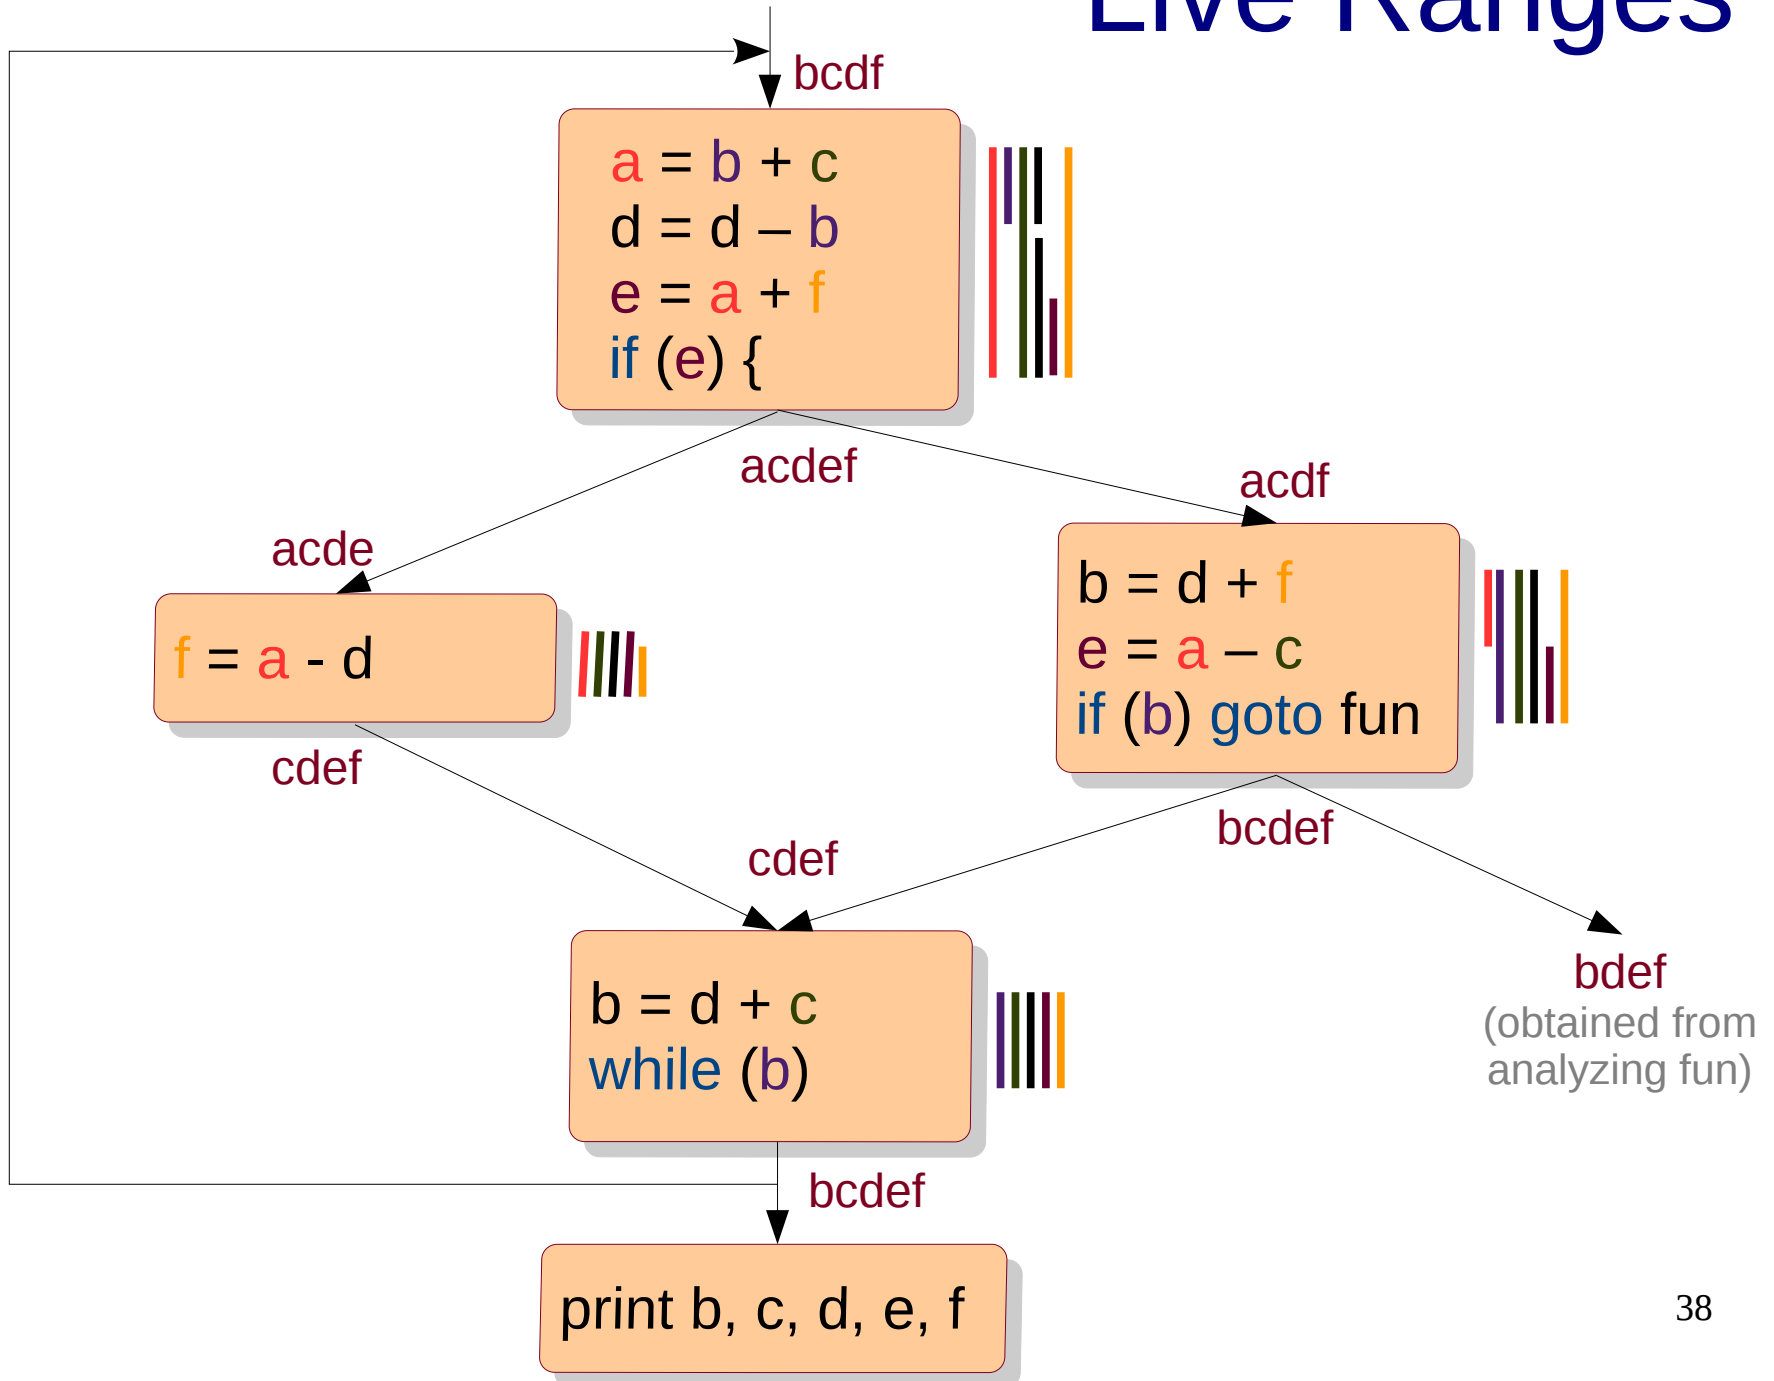 Live Ranges
bcdf
a = b + c
d = d – b
e = a + f
if (e) {
acdef
acdf
acde
b = d + f
e = a – c
if (b) goto fun
f = a - d
cdef
bcdef
cdef
bdef
(obtained from
analyzing fun)
b = d + c
while (b)
bcdef
print b, c, d, e, f
38